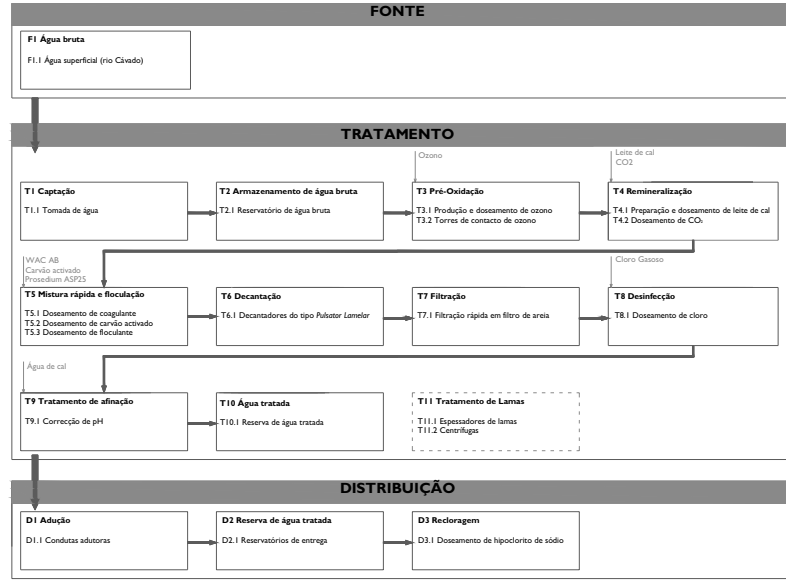 FONTE
F1 Água bruta
F1.1 Água superficial (rio Cávado)
TRATAMENTO
Ozono
Leite de cal
CO2
T1 Captação
T1.1 Tomada de água
T2 Armazenamento de água bruta
T2.1 Reservatório de água bruta
T3 Pré-Oxidação
T3.1 Produção e doseamento de ozono
T3.2 Torres de contacto de ozono
T4 Remineralização
T4.1 Preparação e doseamento de leite de cal
T4.2 Doseamento de CO₂
WAC AB
Carvão activado
Prosedium ASP25
Cloro Gasoso
T5 Mistura rápida e floculação
T5.1 Doseamento de coagulante
T5.2 Doseamento de carvão activado
T5.3 Doseamento de floculante
T6 Decantação
T6.1 Decantadores do tipo Pulsator Lamelar
T7 Filtração
T7.1 Filtração rápida em filtro de areia
T8 Desinfecção
T8.1 Doseamento de cloro
Água de cal
T9 Tratamento de afinação
T9.1 Correcção de pH
T10 Água tratada
T10.1 Reserva de água tratada
T11 Tratamento de Lamas
T11.1 Espessadores de lamas
T11.2 Centrífugas
DISTRIBUIÇÃO
D1 Adução
D1.1 Condutas adutoras
D2 Reserva de água tratada
D2.1 Reservatórios de entrega
D3 Recloragem
D3.1 Doseamento de hipoclorito de sódio